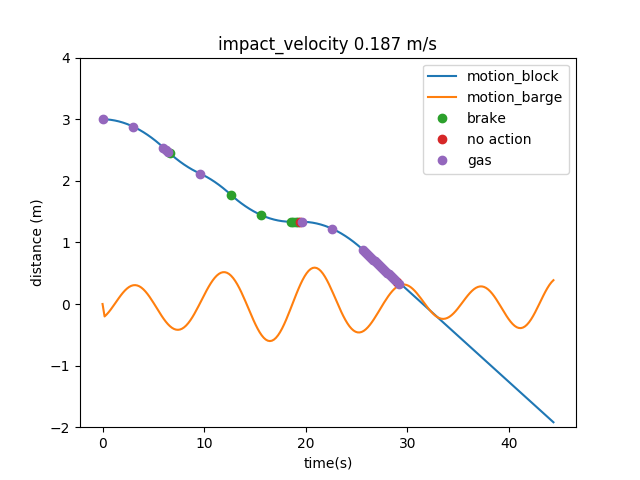 impact_velocity 0.187 m/s
motion_block
motion_barge
brake
no action
gas
distance (m)
4
3
2
1
0
−1
−2
0 10 20 30 40
time(s)